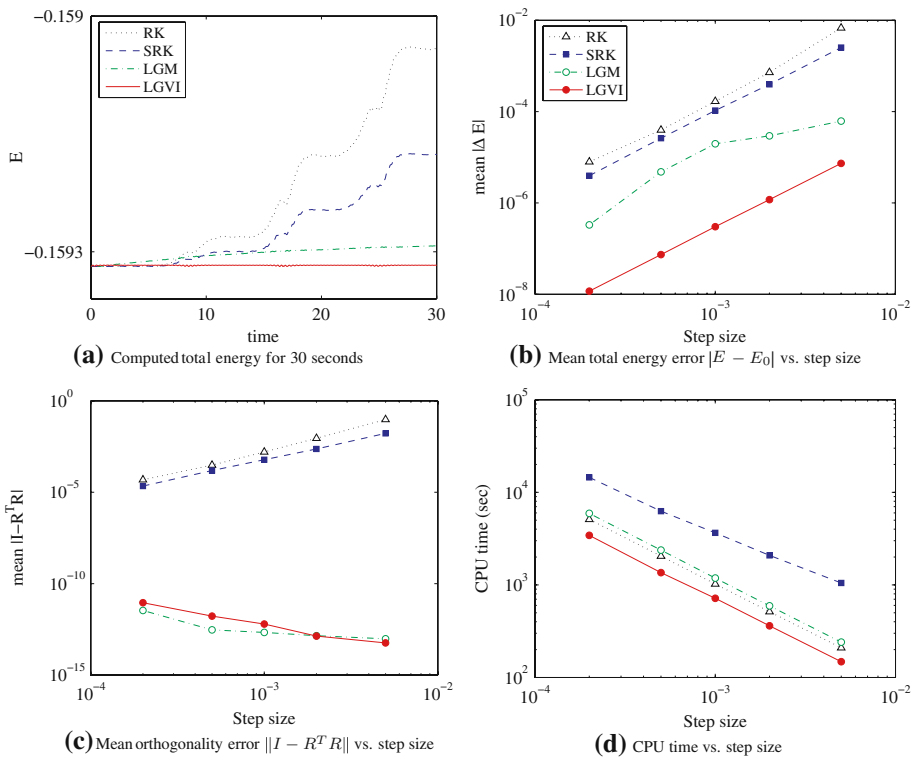 -0.159
RK
SRK
LGM
LGVI
E
-0.1593
0 10 20 30
time
(a) Computed total energy for 30 seconds
10^-2
RK
SRK
LGM
LGVI
10^-4
mean |Δ E|
10^-6
10^-8
10^-4 10^-3 10^-2
Step size
(b) Mean total energy error |E − E_0| vs. step size
10^0
10^-5
mean |I−R^T R|
10^-10
10^-15
10^-4 10^-3 10^-2
Step size
(c) Mean orthogonality error ‖I − R^T R‖ vs. step size
10^5
10^4
CPU time (sec)
10^3
10^2
10^-4 10^-3 10^-2
Step size
(d) CPU time vs. step size